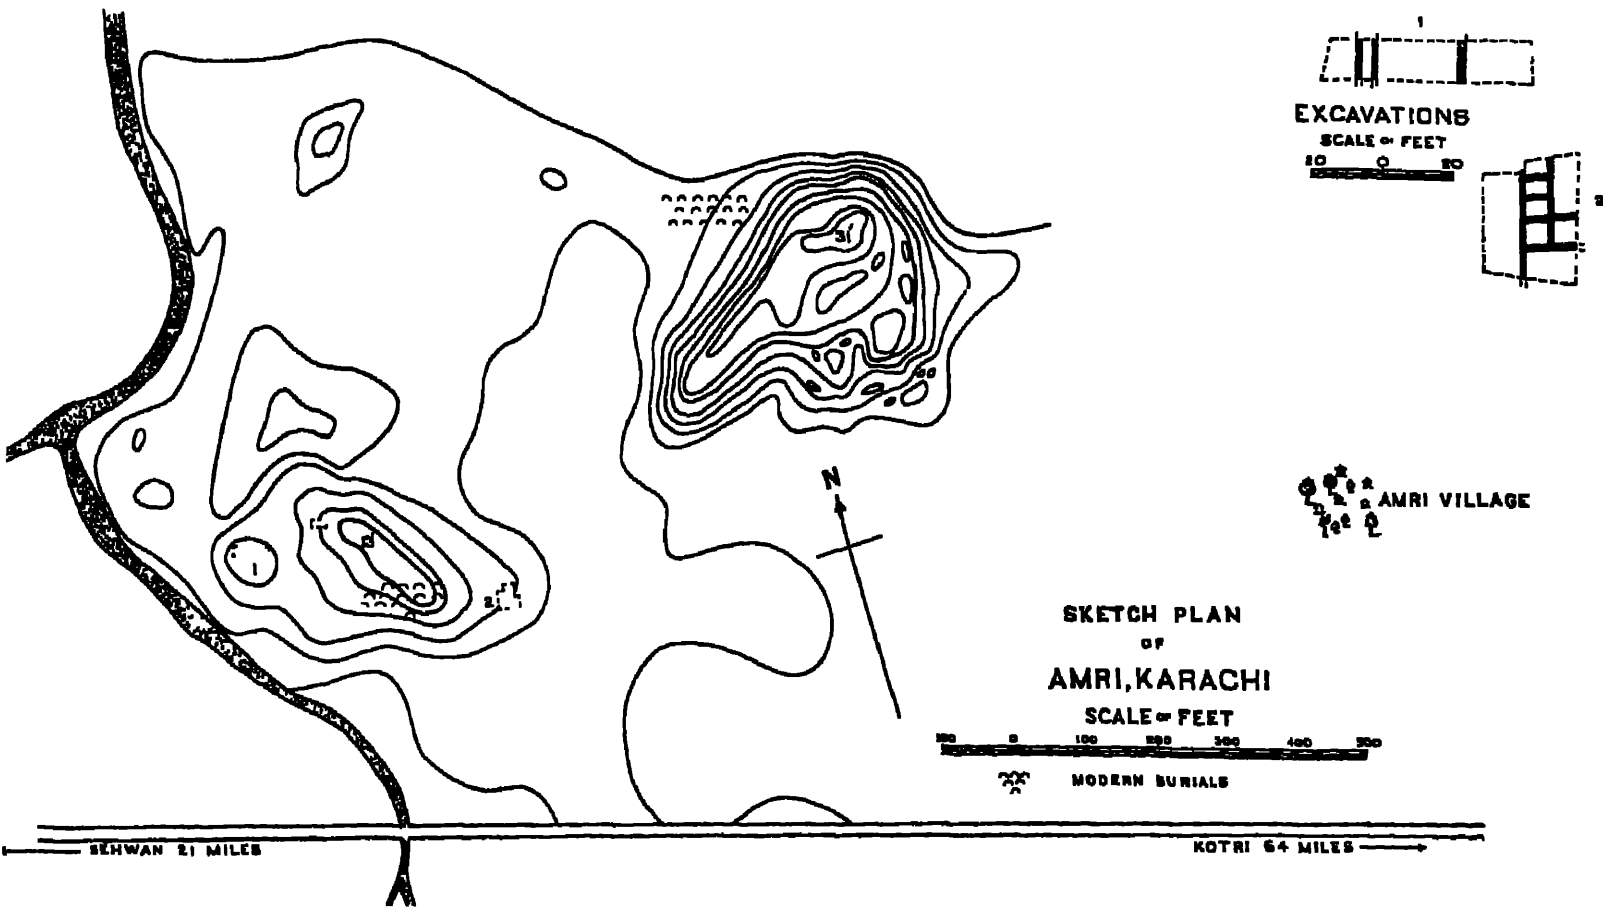 1
EXCAVATIONS
SCALE OF FEET
20 0 20
2
3
N
AMRI VILLAGE
1
2
SKETCH PLAN
OF
AMRI, KARACHI
SCALE OF FEET
100 0 100 200 300 400 500
MODERN BURIALS
SEHWAN 21 MILES
KOTRI 64 MILES